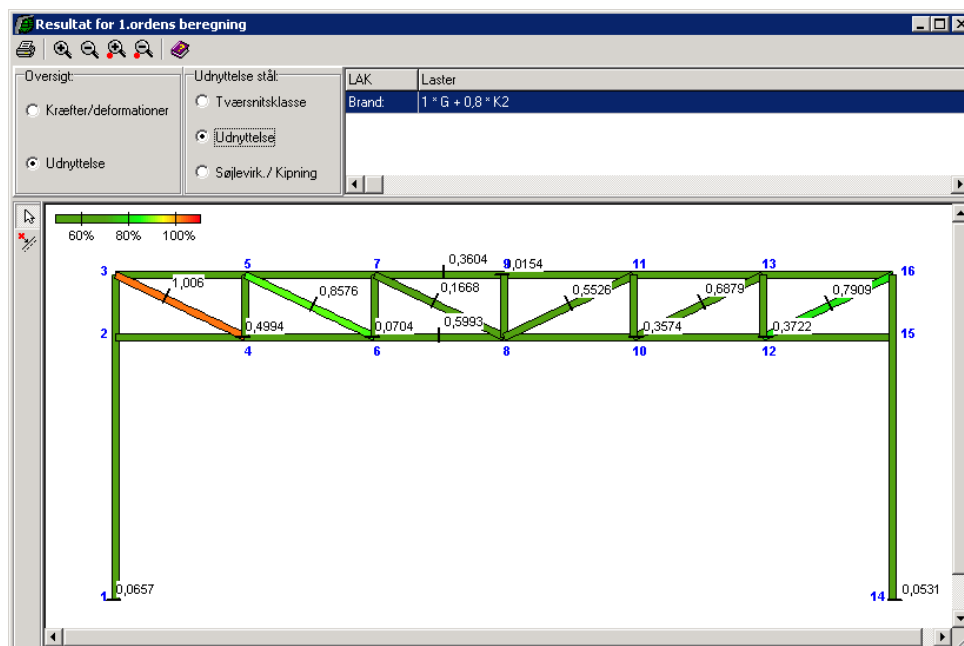 Resultat for 1.ordens beregning
Oversigt:
Kræfter/deformationer
Udnyttelse
Udnyttelse stål:
Tværsnitsklasse
Udnyttelse
Søjlevirk./ Kipning
LAK Laster
Brand: 1 * G + 0,8 * K2
60% 80% 100%
3 5 7 0,3604 9 0,0154 11 13 16
1,006 0,8576 0,1668 0,5526 0,6879 0,7909
2 0,4994 0,0704 0,5993 0,3574 0,3722 15
4 6 8 10 12
1 0,0657 14 0,0531